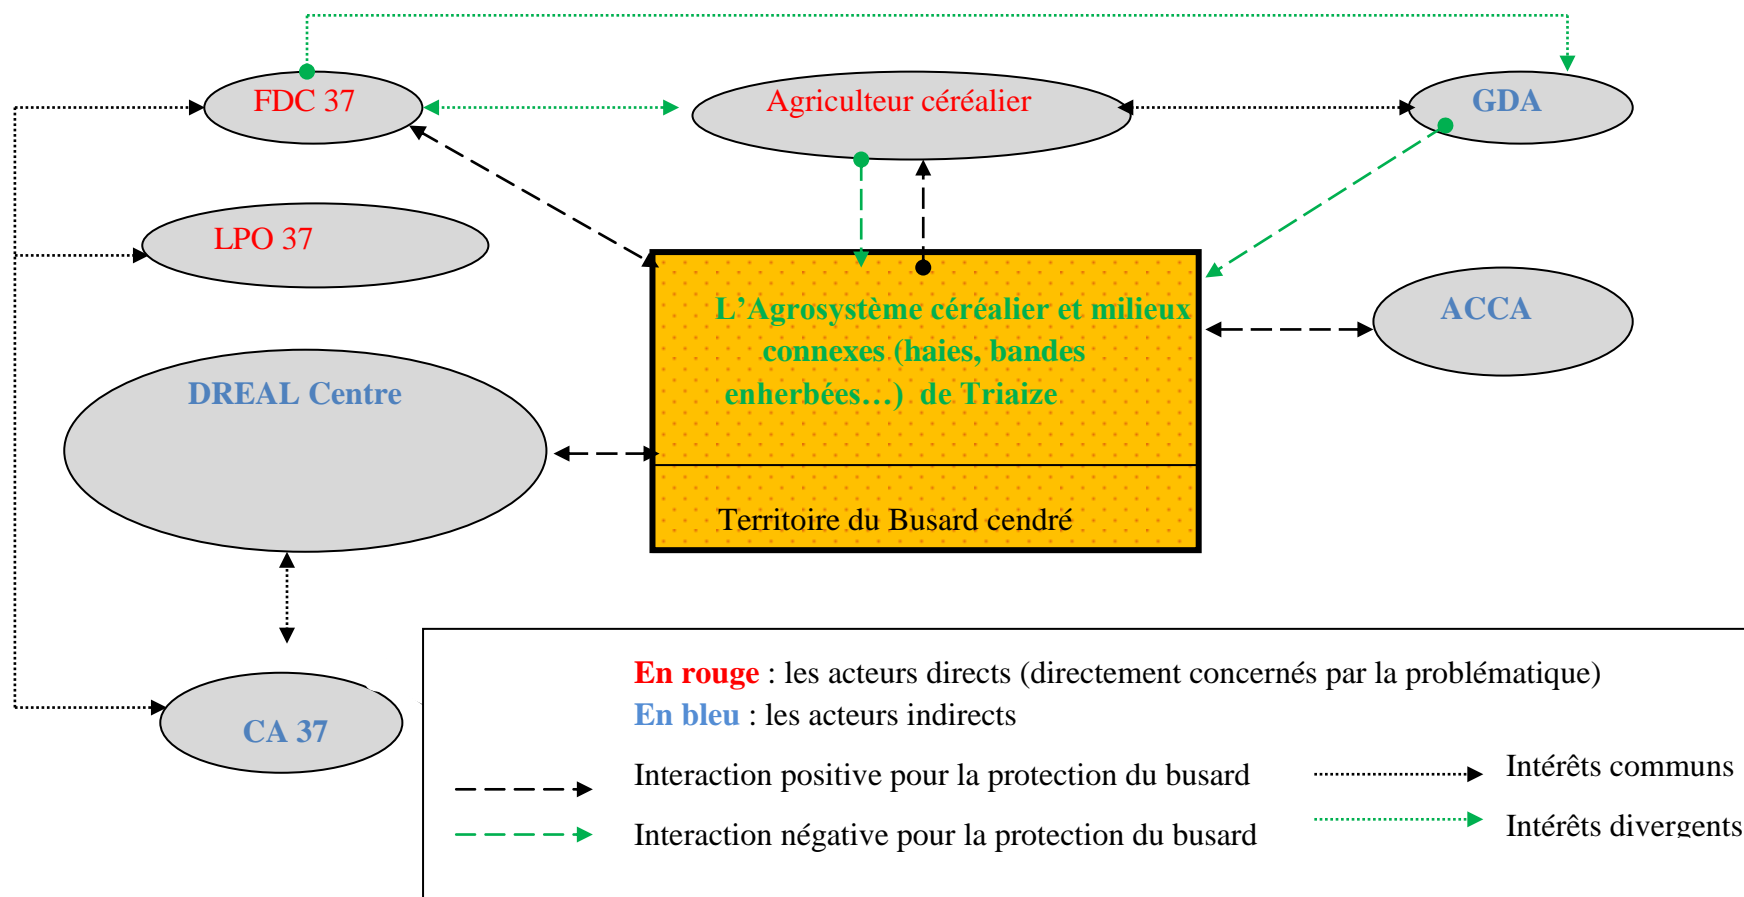 FDC 37
Agriculteur céréalier
GDA
LPO 37
L’Agrosystème céréalier et milieux
connexes (haies, bandes
enherbées…) de Triaize
ACCA
DREAL Centre
Territoire du Busard cendré
CA 37
En rouge : les acteurs directs (directement concernés par la problématique)
En bleu : les acteurs indirects
Interaction positive pour la protection du busard
Intérêts communs
Interaction négative pour la protection du busard
Intérêts divergents